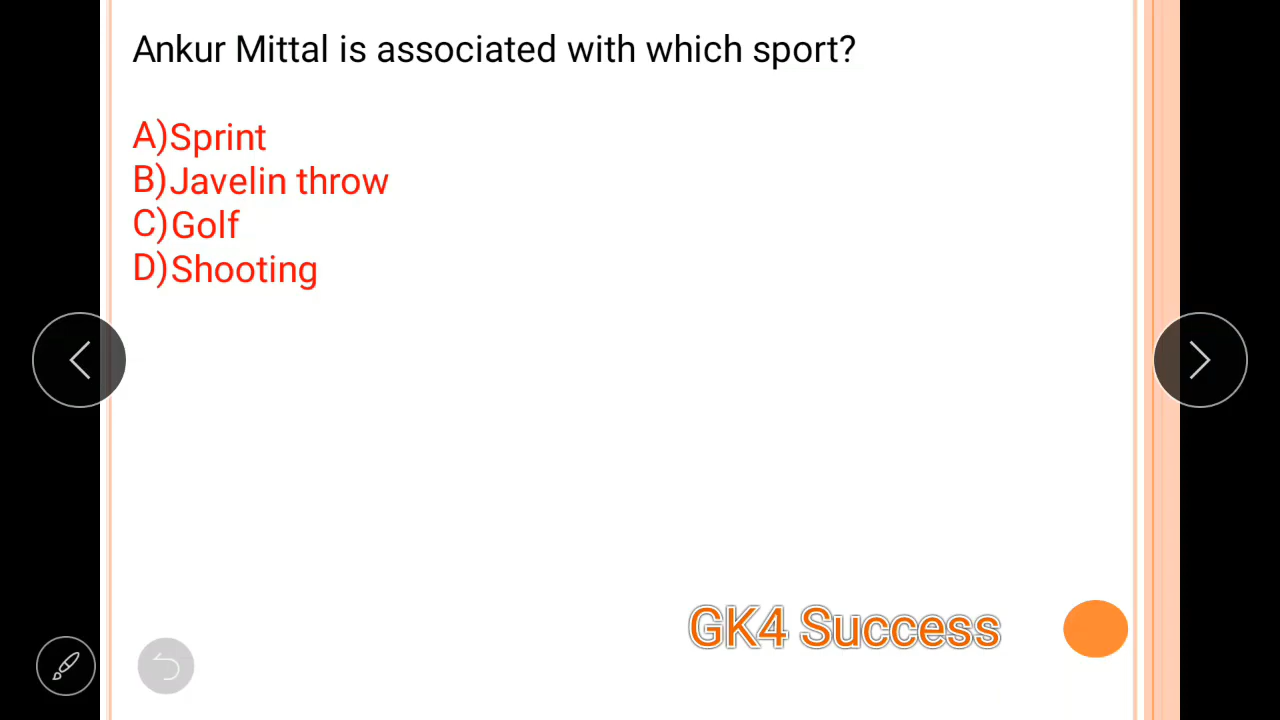 Ankur Mittal is associated with which sport?
A)Sprint
B)Javelin throw
C)Golf
D)Shooting
GK4 Success